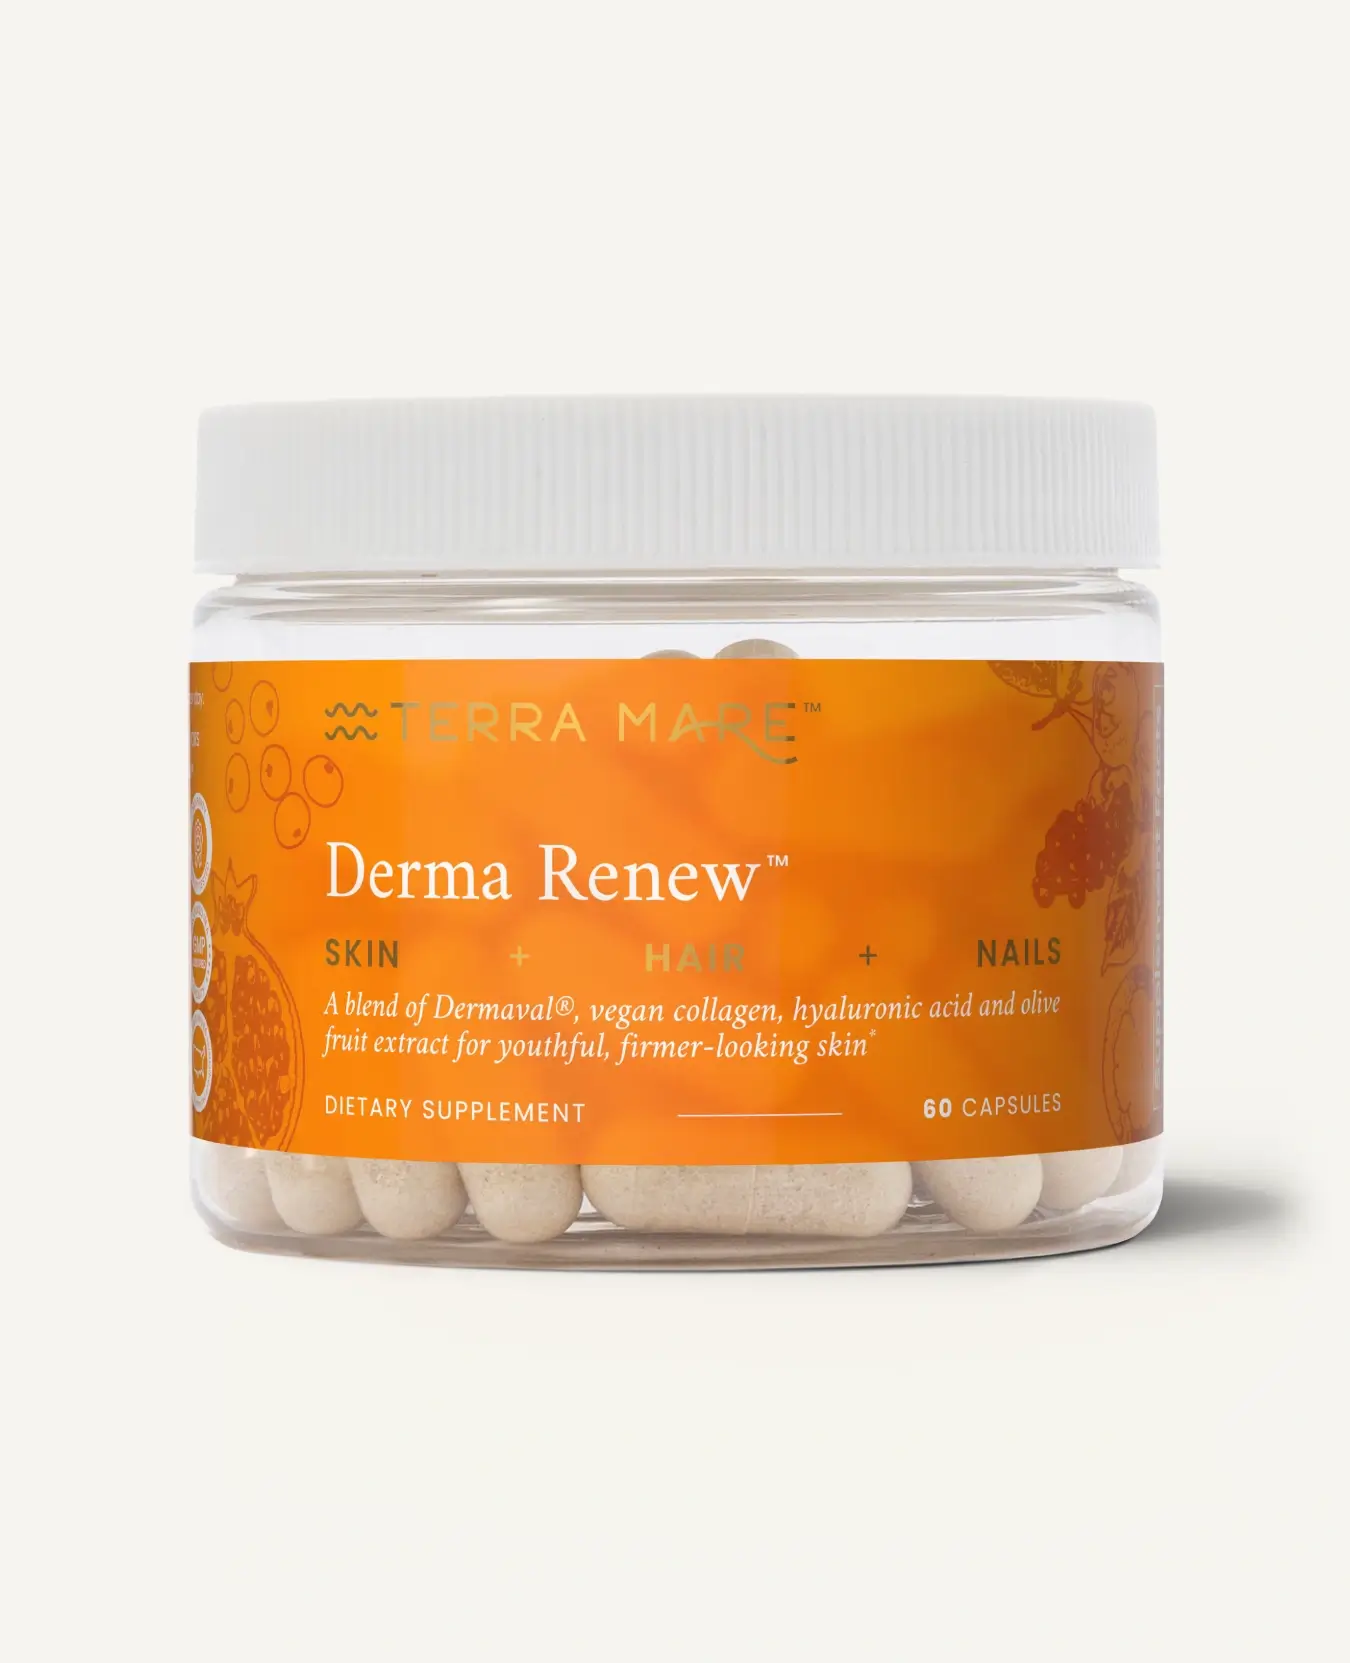 TERRA MARE™
Derma Renew™
SKIN + HAIR + NAILS
A blend of Dermaval®, vegan collagen, hyaluronic acid and olive
fruit extract for youthful, firmer-looking skin*
DIETARY SUPPLEMENT
60 CAPSULES
GMP